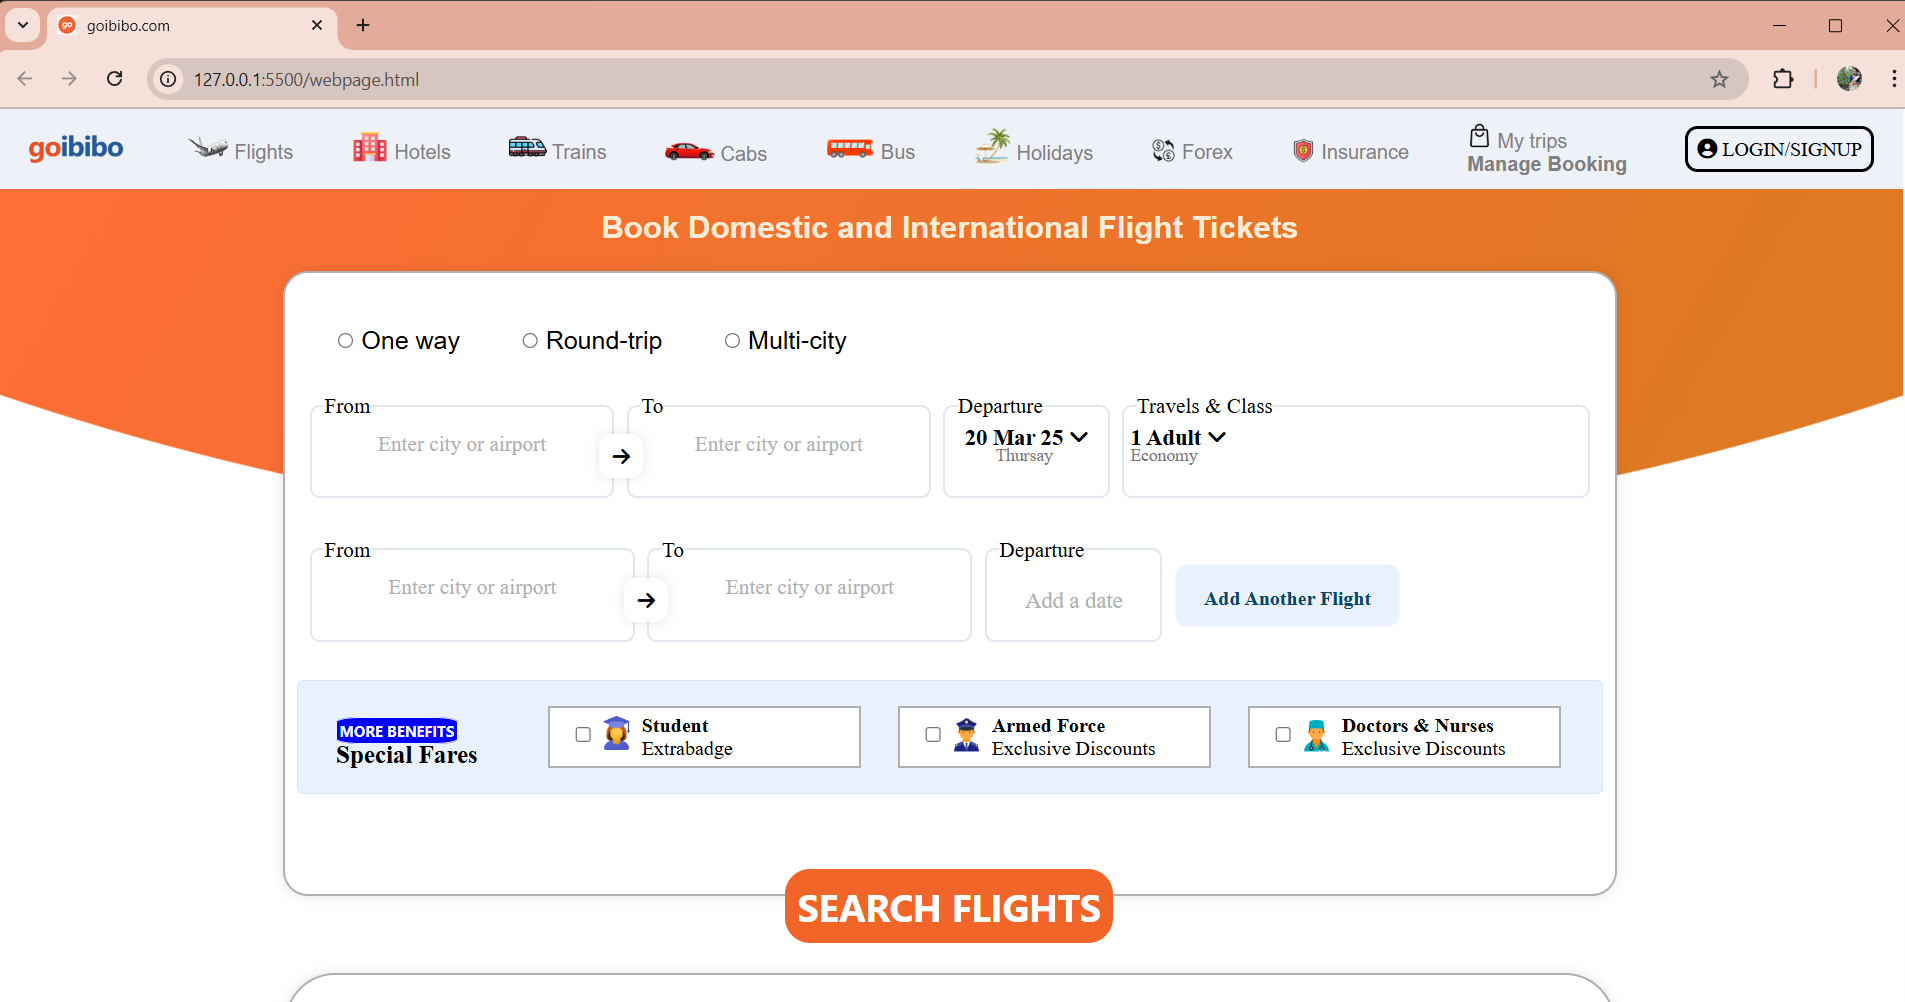 goibibo.com
127.0.0.1:5500/webpage.html
goibibo Flights Hotels Trains Cabs Bus Holidays Forex Insurance My trips LOGIN/SIGNUP
Manage Booking
Book Domestic and International Flight Tickets
One way Round-trip Multi-city
From To Departure Travels & Class
Enter city or airport Enter city or airport 20 Mar 25 1 Adult
Thursay Economy
From To Departure
Enter city or airport Enter city or airport Add a date Add Another Flight
MORE BENEFITS Student Armed Force Doctors & Nurses
Special Fares Extrabadge Exclusive Discounts Exclusive Discounts
SEARCH FLIGHTS